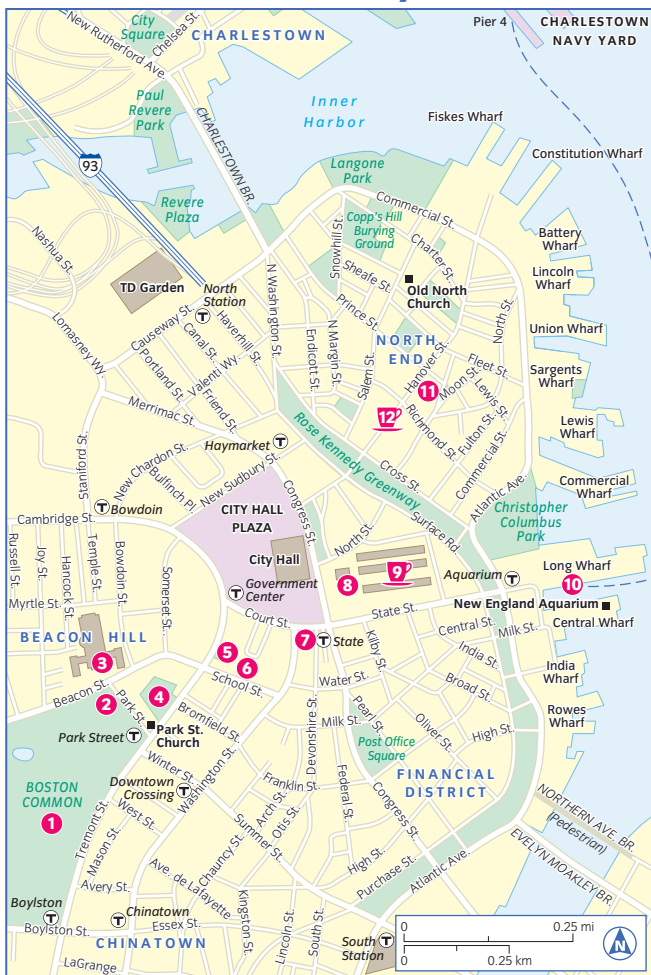 City
Square
Chelsea St.
New Rutherford Ave.
CHARLESTOWN
Pier 4
CHARLESTOWN
NAVY YARD
Paul
Revere
Park
CHARLESTOWN BR.
Inner
Harbor
Fiskes Wharf
Constitution Wharf
93
Langone
Park
Revere
Plaza
Commercial St.
Copp's Hill
Burying
Ground
Snowhill St.
Charter St.
Battery
Wharf
Nashua St.
Sheafe St.
Lincoln
Wharf
TD Garden
North
Station
N Washington St.
Old North
Church
Prince St.
North St.
Union Wharf
Lomasney Wy.
Causeway St.
Canal St.
Haverhill St.
Endicott St.
N Margin St.
NORTH
END
Portland St.
Valenti Wy.
Friend St.
Salem St.
Hanover St.
Fleet St.
Moon St.
Lewis St.
Sargents
Wharf
11
12
Merrimac St.
Richmond St.
Fulton St.
Commercial St.
Lewis
Wharf
Rose Kennedy Greenway
Haymarket
T
Staniford St.
New Chardon St.
Bulfinch Pl.
New Sudbury St.
Cross St.
Atlantic Ave.
Commercial
Wharf
Bowdoin
Congress St.
Christopher
Columbus
Park
Cambridge St.
CITY HALL
PLAZA
City Hall
North St.
Surface Rd.
Russell St.
Joy St.
Hancock St.
Temple St.
Bowdoin St.
Somerset St.
Government
Center
8
9
Aquarium
Long Wharf
10
Myrtle St.
New England Aquarium
Central Wharf
BEACON HILL
Court St.
State St.
7
State
Kilby St.
Central St.
Milk St.
3
5
6
School St.
Water St.
India St.
India
Wharf
Beacon St.
2
Park St.
4
Bromfield St.
Broad St.
Pearl St.
Rowes
Wharf
Park Street
Park St.
Church
Milk St.
Oliver St.
High St.
Devonshire St.
Post Office
Square
Washington St.
Winter St.
Downtown
Crossing
Franklin St.
Federal St.
FINANCIAL
DISTRICT
BOSTON
COMMON
1
Tremont St.
Mason St.
West St.
Arch St.
Otis St.
Summer St.
Congress St.
NORTHERN AVE. BR.
(Pedestrian)
Chauncy St.
High St.
Atlantic Ave.
EVELYN MOAKLEY BR.
Avery St.
Ave. de Lafayette
Purchase St.
Boylston
Chinatown
Essex St.
Kingston St.
Lincoln St.
South St.
Boylston St.
CHINATOWN
South
Station
LaGrange
0 0.25 mi
0 0.25 km
N